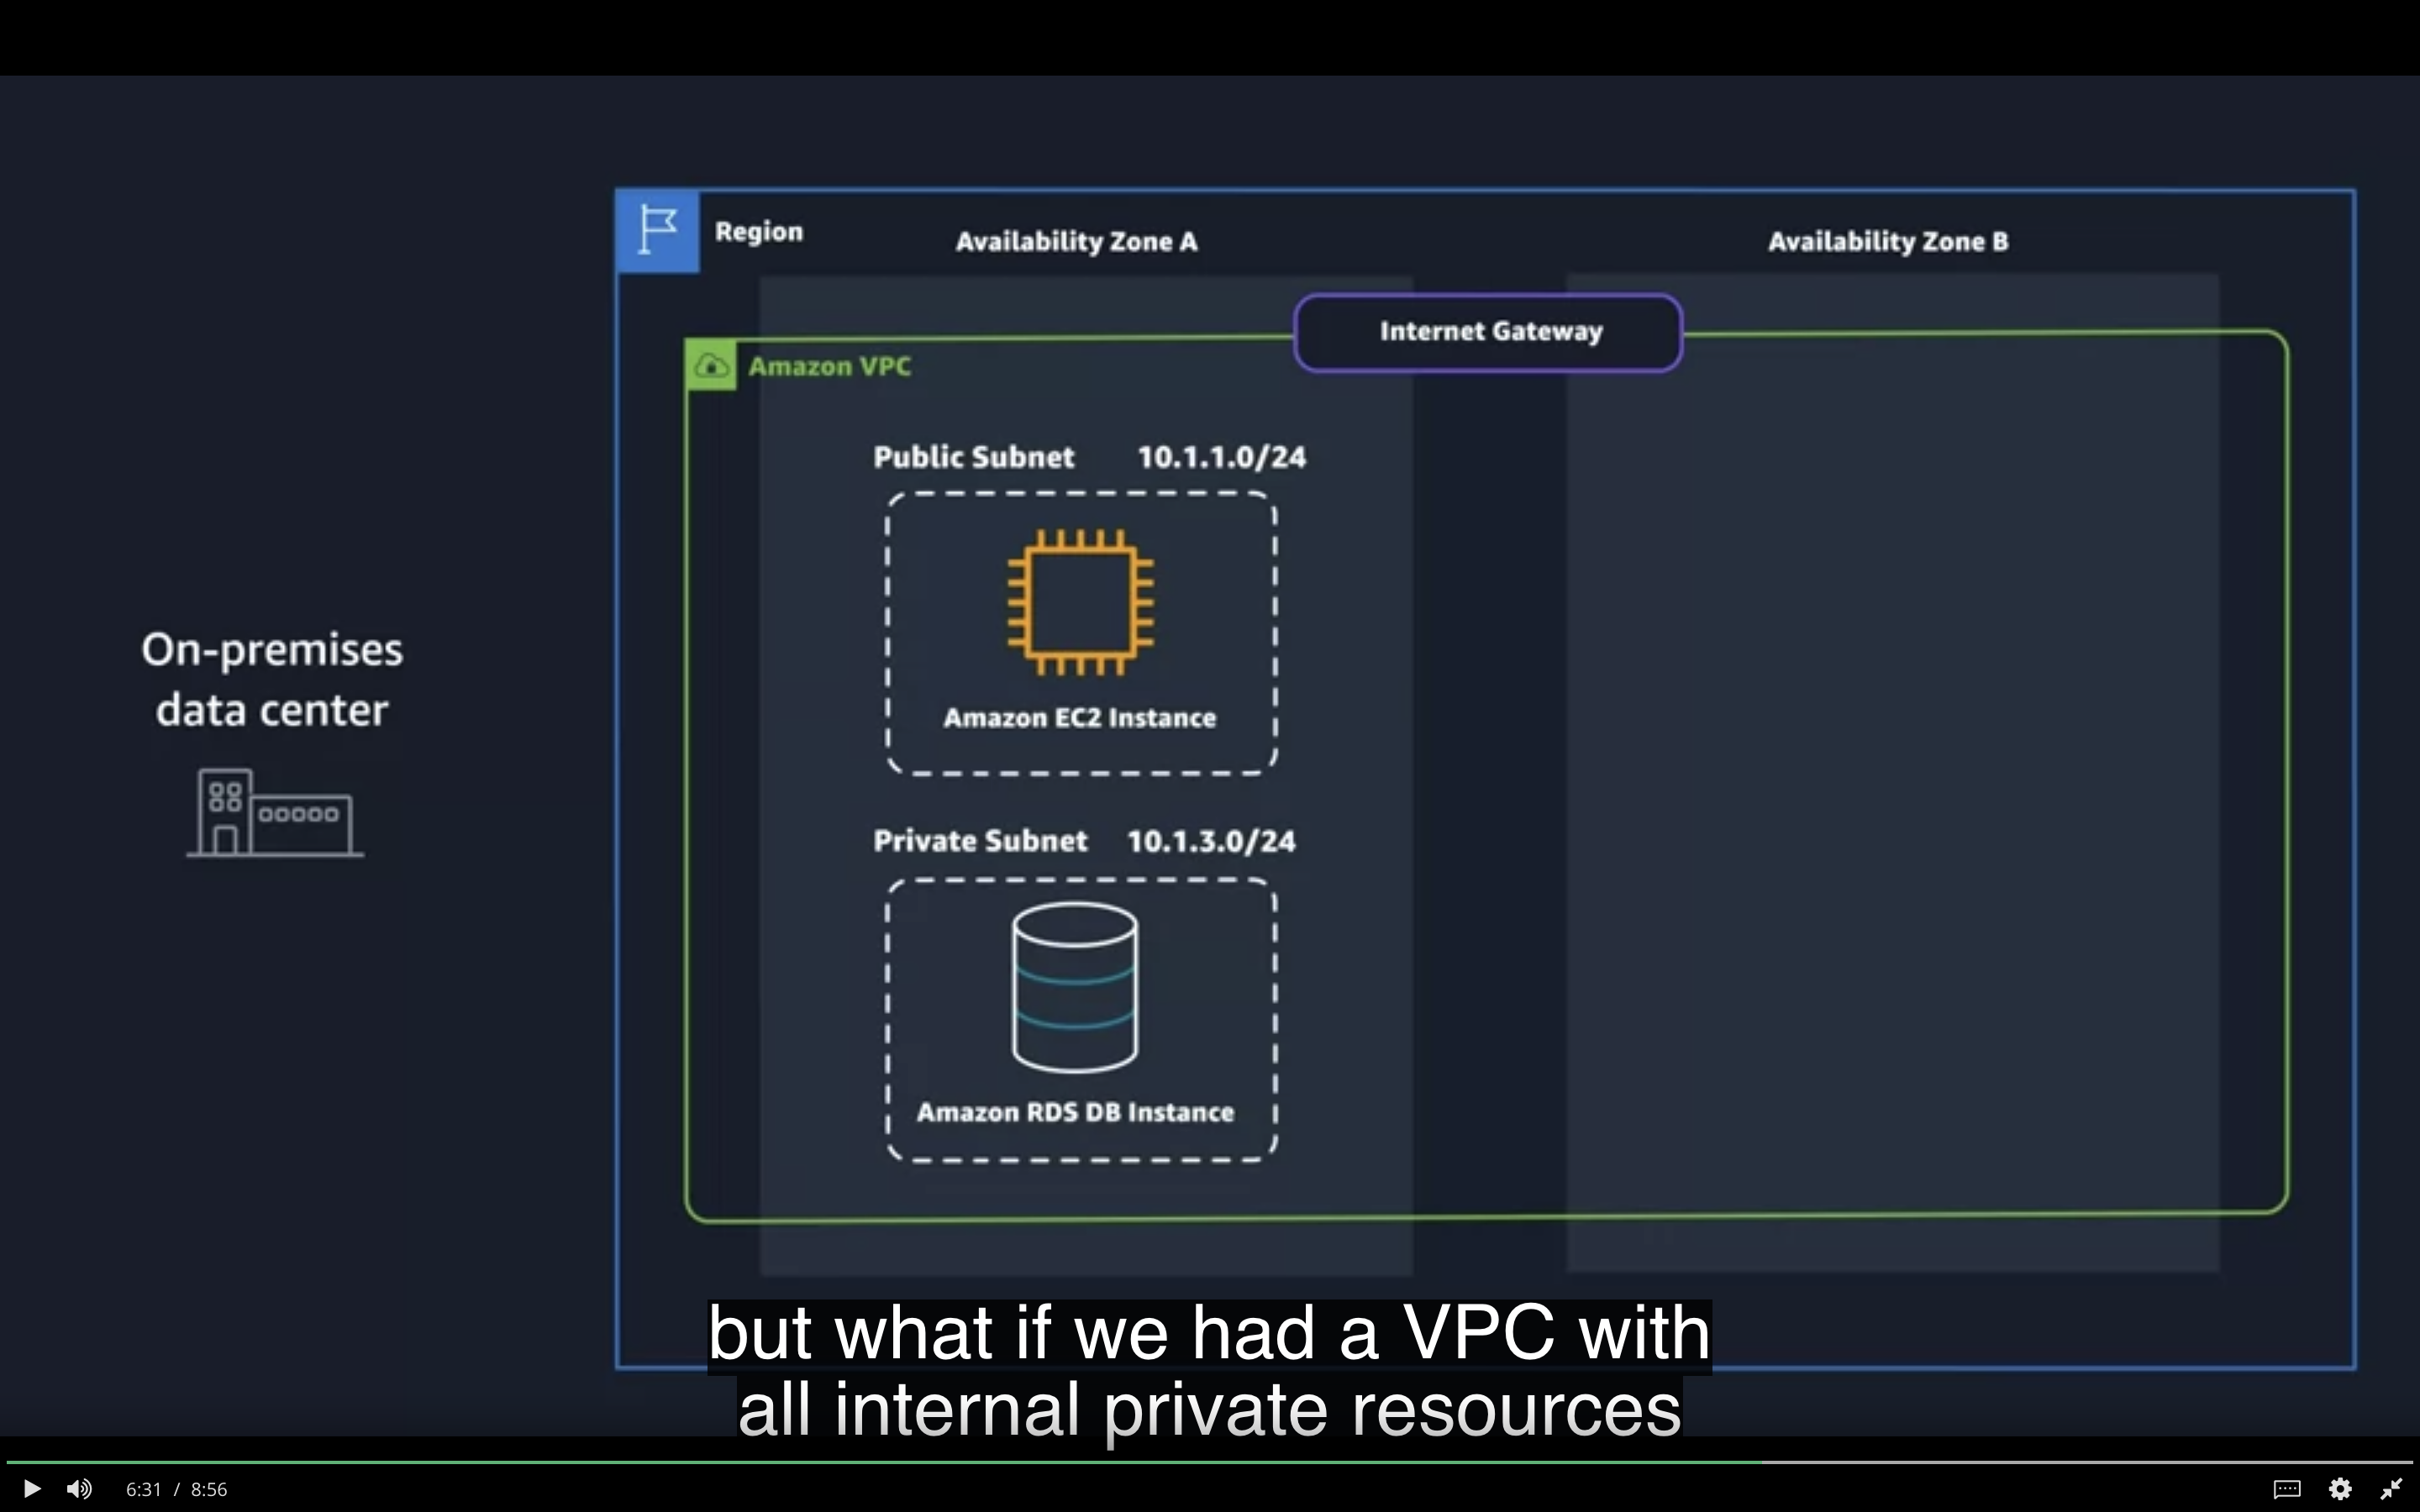 Region
Availability Zone A
Availability Zone B
Internet Gateway
Amazon VPC
Public Subnet 10.1.1.0/24
Amazon EC2 Instance
On-premises
data center
Private Subnet 10.1.3.0/24
Amazon RDS DB Instance
but what if we had a VPC with
all internal private resources
6:31 / 8:56